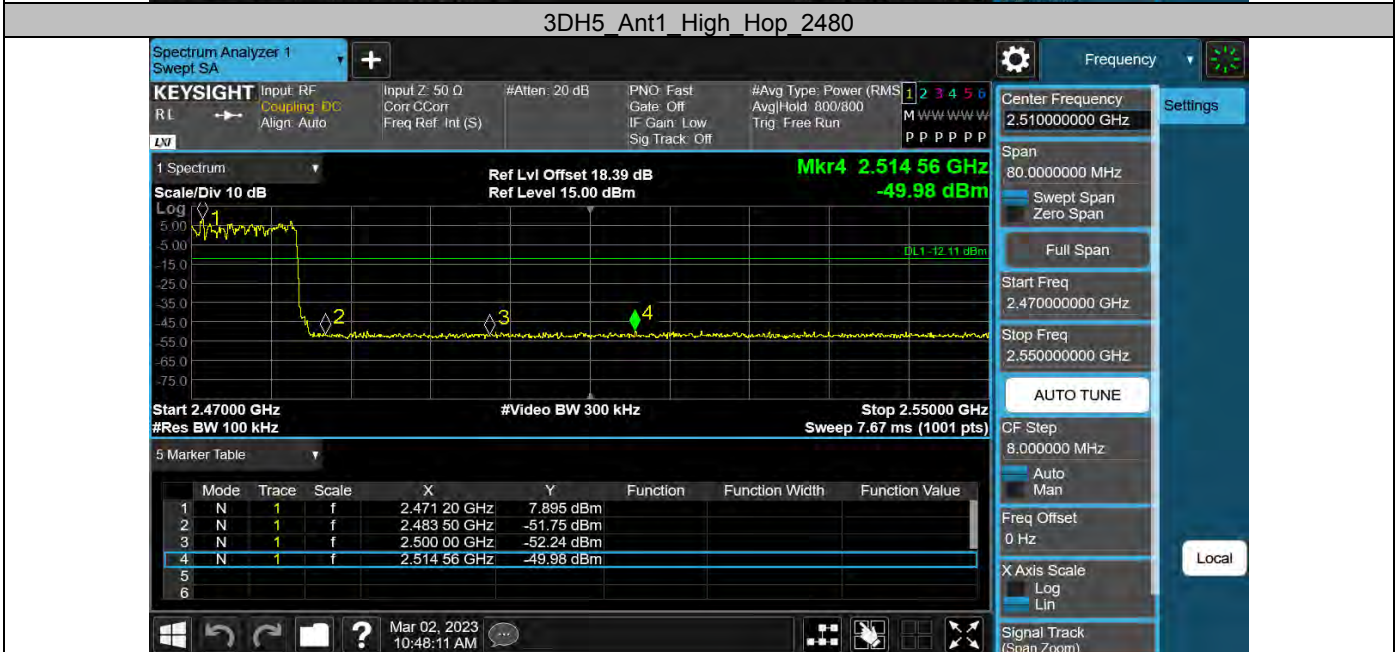 3DH5_Ant1_High_Hop_2480
Spectrum Analyzer 1
Swept SA
Frequency
KEYSIGHT
RL
LXI
Input: RF
Coupling: DC
Align: Auto
Input Z: 50 Ω
Corr CCorr
Freq Ref: Int (S)
#Atten: 20 dB
PNO: Fast
Gate: Off
IF Gain: Low
Sig Track: Off
#Avg Type: Power (RMS
Avg|Hold: 800/800
Trig: Free Run
1 2 3 4 5 6
M W W W W W
P P P P P P
Settings
Center Frequency
2.510000000 GHz
Span
80.0000000 MHz
Swept Span
Zero Span
Full Span
Start Freq
2.470000000 GHz
Stop Freq
2.550000000 GHz
AUTO TUNE
CF Step
8.000000 MHz
Auto
Man
Freq Offset
0 Hz
X Axis Scale
Log
Lin
Signal Track
(Span Zoom)
Local
1 Spectrum
Scale/Div 10 dB
Ref Lvl Offset 18.39 dB
Ref Level 15.00 dBm
Mkr4 2.514 56 GHz
-49.98 dBm
Log
5.00
-5.00
-15.0
-25.0
-35.0
-45.0
-55.0
-65.0
-75.0
DL1 -12.11 dBm
1
2
3
4
Start 2.47000 GHz
#Res BW 100 kHz
#Video BW 300 kHz
Stop 2.55000 GHz
Sweep 7.67 ms (1001 pts)
5 Marker Table
Mode Trace Scale X Y Function Function Width Function Value
1 N 1 f 2.471 20 GHz 7.895 dBm
2 N 1 f 2.483 50 GHz -51.75 dBm
3 N 1 f 2.500 00 GHz -52.24 dBm
4 N 1 f 2.514 56 GHz -49.98 dBm
5
6
?
Mar 02, 2023
10:48:11 AM